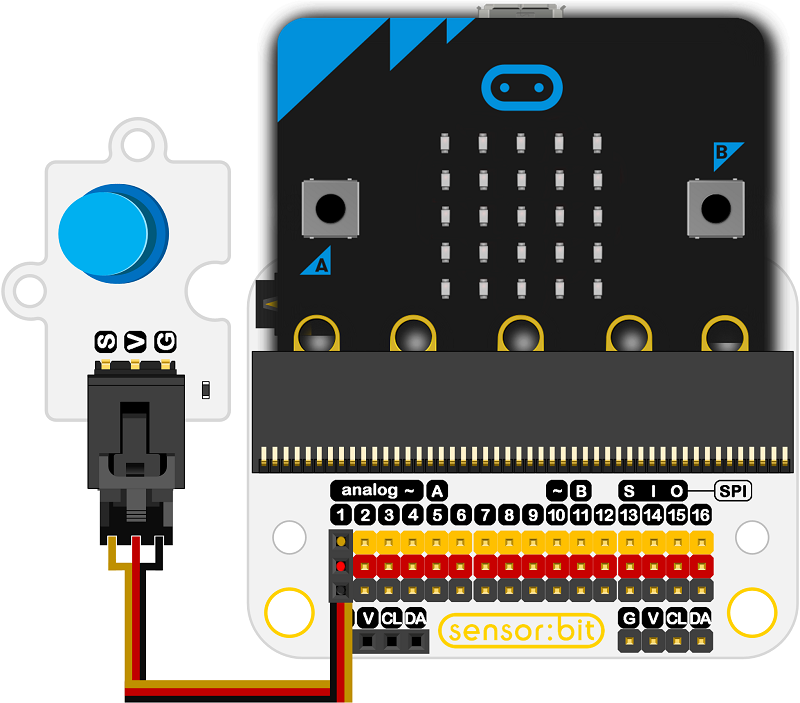 B
A
S V G
analog ~ A ~ B S I O SPI
1 2 3 4 5 6 7 8 9 10 11 12 13 14 15 16
V CL DA sensor:bit G V CL DA